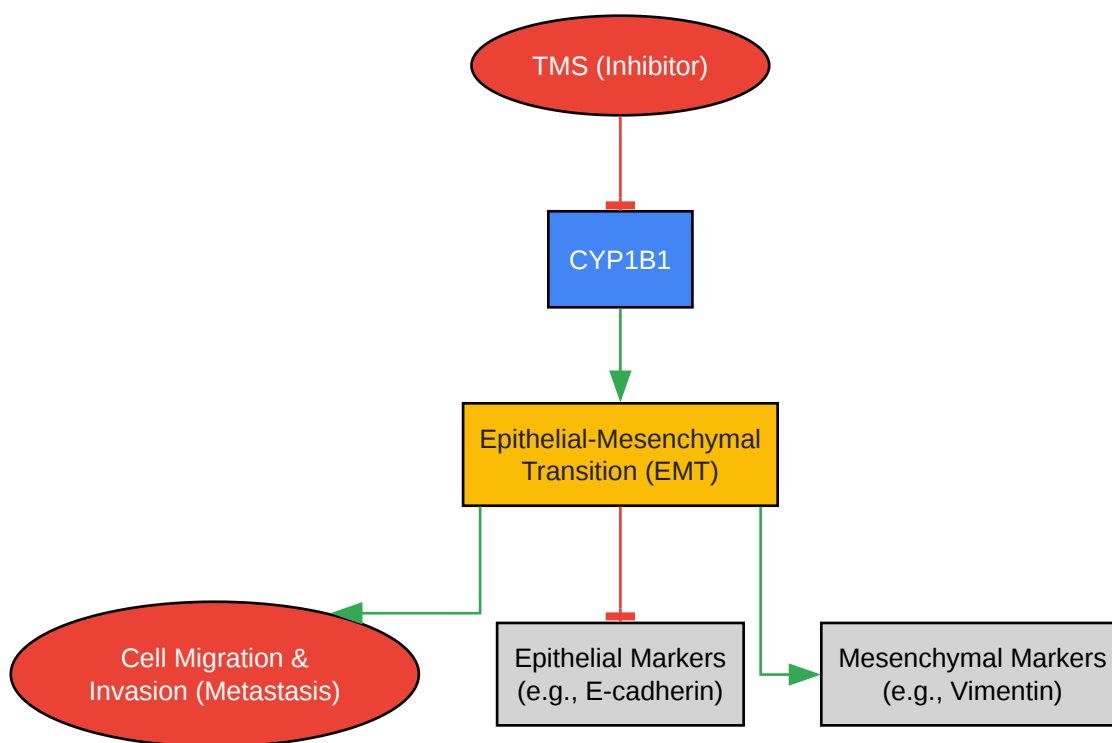 TMS (Inhibitor)
CYP1B1
Epithelial-Mesenchymal
Transition (EMT)
Cell Migration &
Invasion (Metastasis)
Epithelial Markers
(e.g., E-cadherin)
Mesenchymal Markers
(e.g., Vimentin)